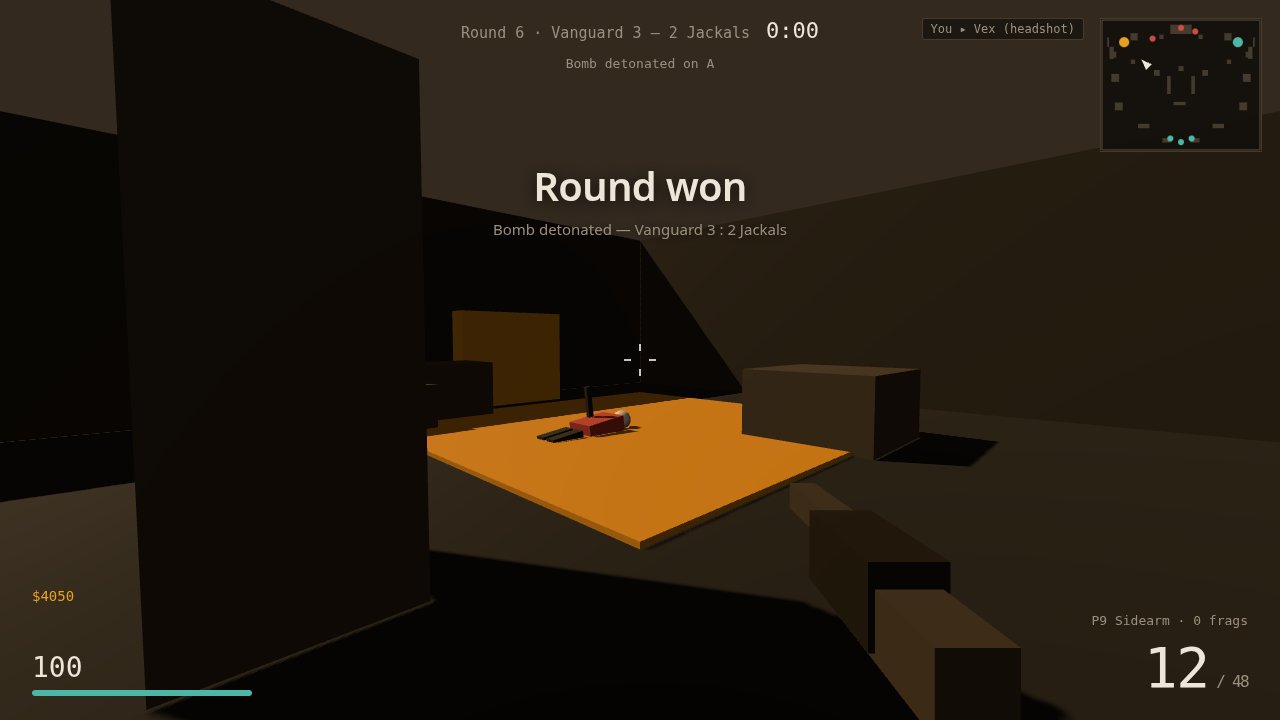 Round 6 · Vanguard 3 — 2 Jackals 0:00
You ▸ Vex (headshot)
Bomb detonated on A
Round won
Bomb detonated — Vanguard 3 : 2 Jackals
$4050
100
P9 Sidearm · 0 frags
12 / 48